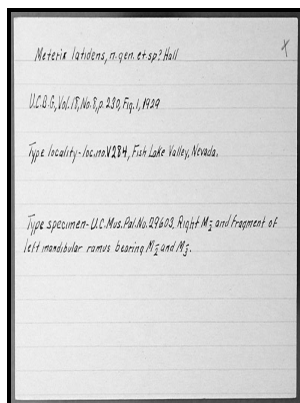 X
Meterix latidens, n.gen. et sp? Hall
U.C.B.G, Vol.18, No.8, p.230, Fig.1, 1929
Type locality-loc.no.V284, Fish Lake Valley, Nevada.
Type specimen- U.C.Mus.Pal.No.29603, Right M2 and fragment of
left mandibular ramus bearing M2 and M3.